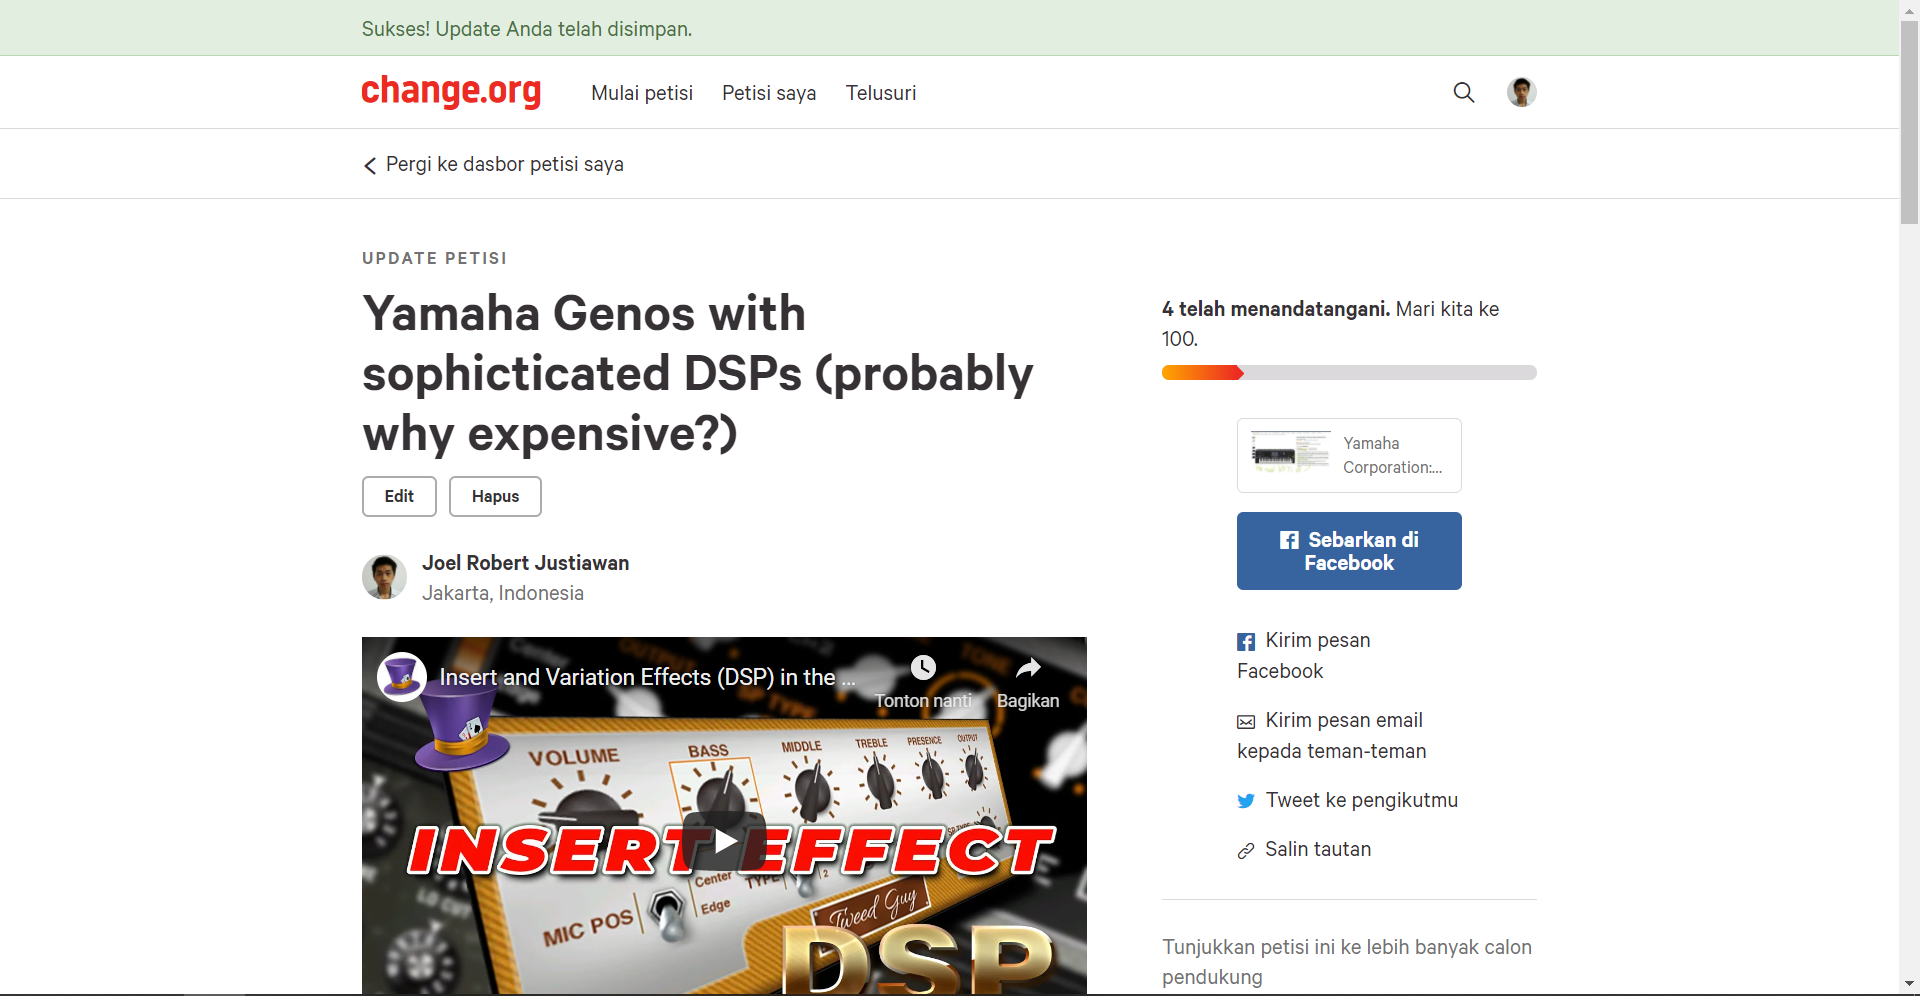 Sukses! Update Anda telah disimpan.
change.org
Mulai petisi
Petisi saya
Telusuri
Pergi ke dasbor petisi saya
UPDATE PETISI
Yamaha Genos with
sophicticated DSPs (probably
why expensive?)
Edit
Hapus
Joel Robert Justiawan
Jakarta, Indonesia
Insert and Variation Effects (DSP) in the ...
Tonton nanti
Bagikan
VOLUME
BASS
MIDDLE
TREBLE
PRESENCE
OUTPUT
INSERT EFFECT
MIC POS
Center
Edge
TYPE
2
Tweed Guy
DSP
4 telah menandatangani. Mari kita ke
100.
Yamaha
Corporation:...
Sebarkan di
Facebook
Kirim pesan
Facebook
Kirim pesan email
kepada teman-teman
Tweet ke pengikutmu
Salin tautan
Tunjukkan petisi ini ke lebih banyak calon
pendukung